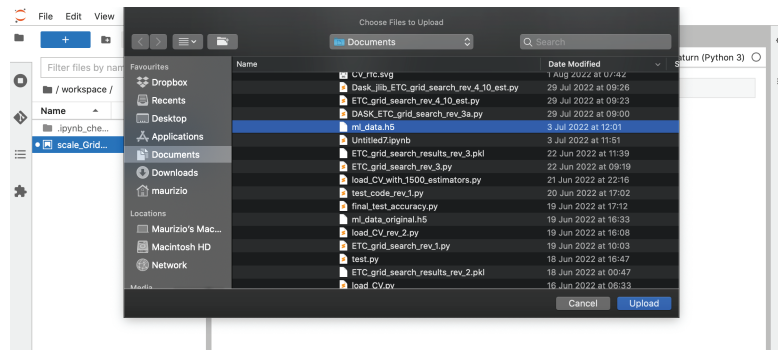 File Edit View
Choose Files to Upload
Documents
Search
Filter files by nam
/ workspace /
Name
.ipynb_che...
scale_Grid...
Favourites
Dropbox
Recents
Desktop
Applications
Documents
Downloads
maurizio
Locations
Maurizio's Mac...
Macintosh HD
Network
Media
Name Date Modified S
CV_rfc.svg 1 Aug 2022 at 07:42
Dask_jlib_ETC_grid_search_rev_4_10_est.py 29 Jul 2022 at 09:26
ETC_grid_search_rev_4_10_est.py 29 Jul 2022 at 09:23
DASK_ETC_grid_search_rev_3a.py 29 Jul 2022 at 09:00
ml_data.h5 3 Jul 2022 at 12:01
Untitled7.ipynb 3 Jul 2022 at 11:51
ETC_grid_search_results_rev_3.pkl 22 Jun 2022 at 11:39
ETC_grid_search_rev_3.py 22 Jun 2022 at 09:19
load_CV_with_1500_estimators.py 21 Jun 2022 at 22:16
test_code_rev_1.py 20 Jun 2022 at 17:02
final_test_accuracy.py 19 Jun 2022 at 17:12
ml_data_original.h5 19 Jun 2022 at 16:33
load_CV_rev_2.py 19 Jun 2022 at 16:08
ETC_grid_search_rev_1.py 19 Jun 2022 at 10:03
test.py 18 Jun 2022 at 16:47
ETC_grid_search_results_rev_2.pkl 18 Jun 2022 at 00:47
load_CV.py 16 Jun 2022 at 06:33
Cancel Upload
aturn (Python 3)